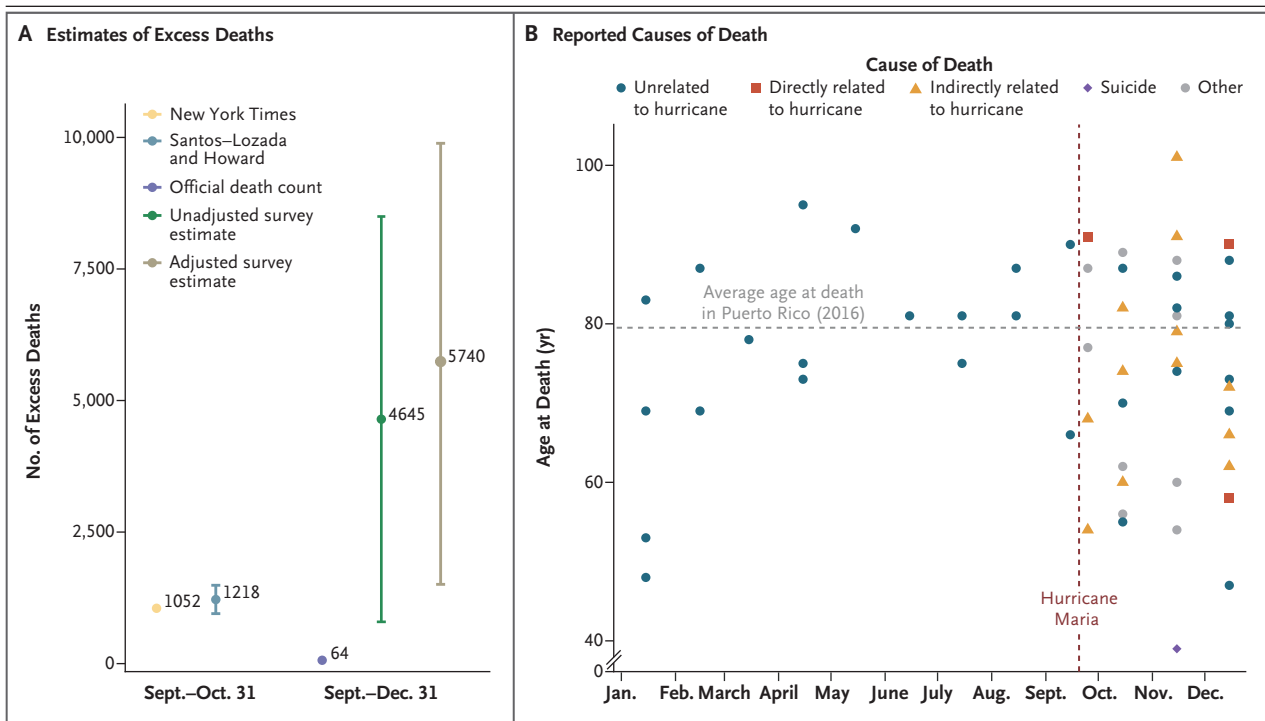 A Estimates of Excess Deaths
No. of Excess Deaths
10,000
7,500
5,000
2,500
0
New York Times
Santos–Lozada
and Howard
Official death count
Unadjusted survey
estimate
Adjusted survey
estimate
1052
1218
64
4645
5740
Sept.–Oct. 31
Sept.–Dec. 31
B Reported Causes of Death
Cause of Death
Unrelated
to hurricane
Directly related
to hurricane
Indirectly related
to hurricane
Suicide
Other
Age at Death (yr)
100
80
60
40
0
Average age at death
in Puerto Rico (2016)
Hurricane
Maria
Jan. Feb. March April May June July Aug. Sept. Oct. Nov. Dec.